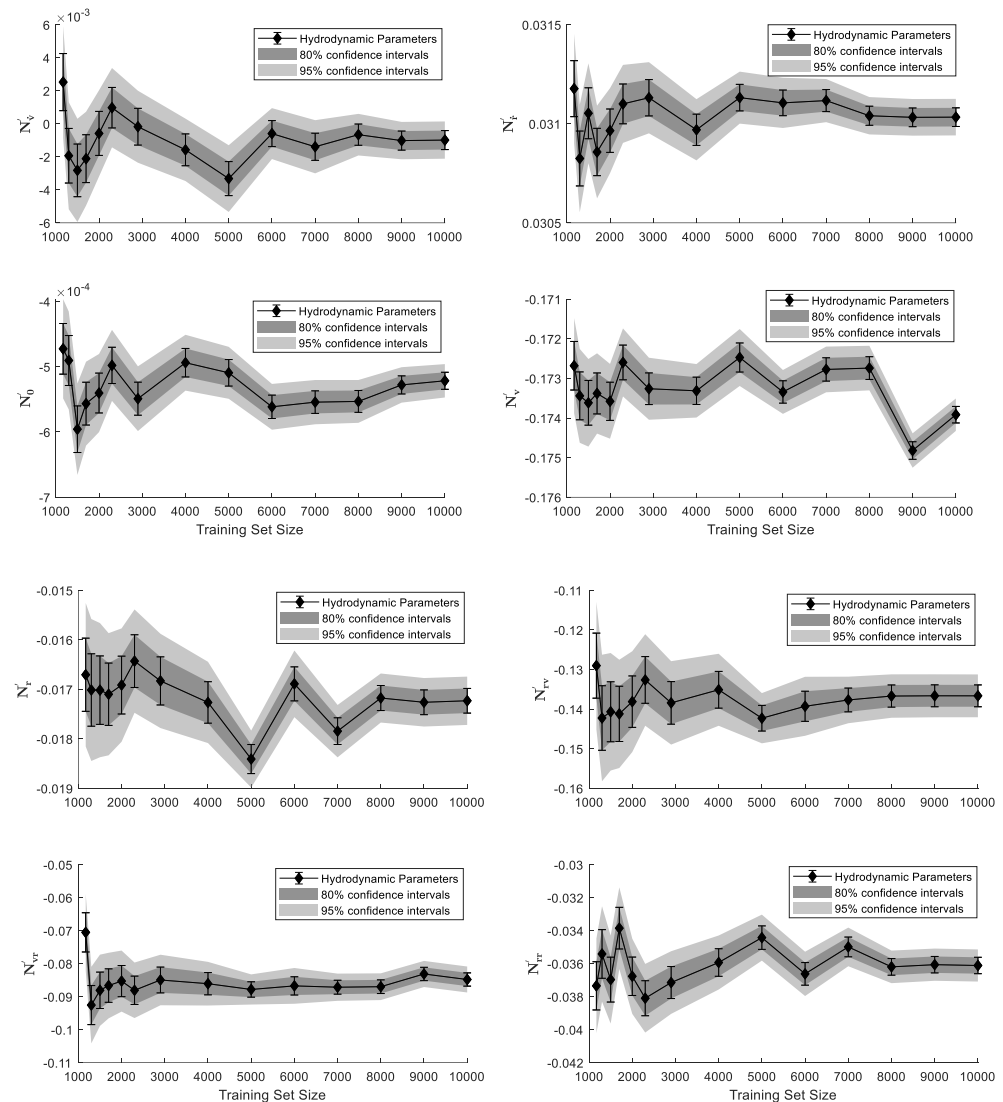 ×10⁻³
6
4
2
0
-2
-4
-6
N′v̇
1000 2000 3000 4000 5000 6000 7000 8000 9000 10000
Hydrodynamic Parameters
80% confidence intervals
95% confidence intervals
0.0315
0.031
0.0305
N′ṙ
1000 2000 3000 4000 5000 6000 7000 8000 9000 10000
Hydrodynamic Parameters
80% confidence intervals
95% confidence intervals
×10⁻⁴
-4
-5
-6
-7
N′0
1000 2000 3000 4000 5000 6000 7000 8000 9000 10000
Training Set Size
Hydrodynamic Parameters
80% confidence intervals
95% confidence intervals
-0.171
-0.172
-0.173
-0.174
-0.175
-0.176
N′v
1000 2000 3000 4000 5000 6000 7000 8000 9000 10000
Training Set Size
Hydrodynamic Parameters
80% confidence intervals
95% confidence intervals
-0.015
-0.016
-0.017
-0.018
-0.019
N′r
1000 2000 3000 4000 5000 6000 7000 8000 9000 10000
Hydrodynamic Parameters
80% confidence intervals
95% confidence intervals
-0.11
-0.12
-0.13
-0.14
-0.15
-0.16
N′rv
1000 2000 3000 4000 5000 6000 7000 8000 9000 10000
Hydrodynamic Parameters
80% confidence intervals
95% confidence intervals
-0.05
-0.06
-0.07
-0.08
-0.09
-0.1
-0.11
N′vr
1000 2000 3000 4000 5000 6000 7000 8000 9000 10000
Training Set Size
Hydrodynamic Parameters
80% confidence intervals
95% confidence intervals
-0.03
-0.032
-0.034
-0.036
-0.038
-0.04
-0.042
N′rr
1000 2000 3000 4000 5000 6000 7000 8000 9000 10000
Training Set Size
Hydrodynamic Parameters
80% confidence intervals
95% confidence intervals